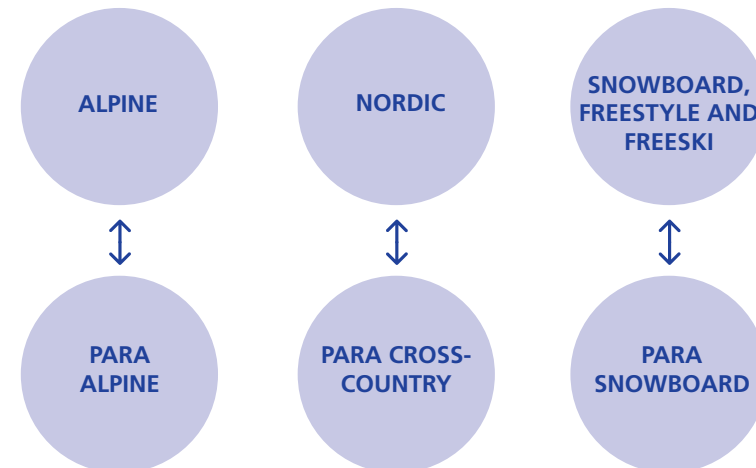 ALPINE
NORDIC
SNOWBOARD,
FREESTYLE AND
FREESKI
PARA
ALPINE
PARA CROSS-
COUNTRY
PARA
SNOWBOARD